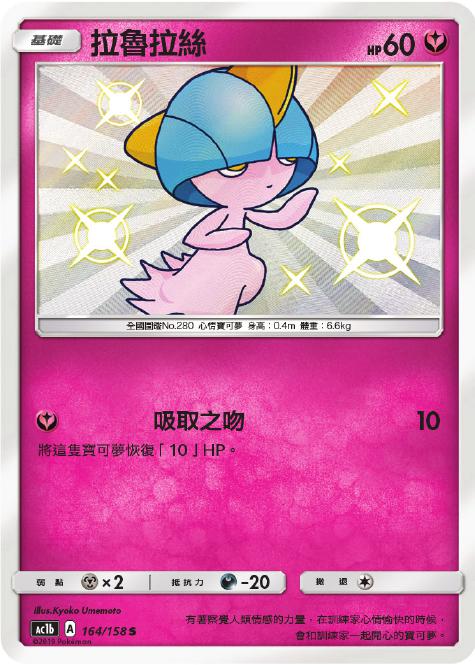 基礎 拉魯拉絲 HP60
全國圖鑑No.280 心情寶可夢 身高：0.4m 體重：6.6kg
吸取之吻 10
將這隻寶可夢恢復「10」HP。
弱點 ×2 抵抗力 -20 撤退
illus.Kyoko Umemoto
AC1b A 164/158 S
©2019 Pokémon
有著察覺人類情感的力量，在訓練家心情愉快的時候，
會和訓練家一起開心的寶可夢。